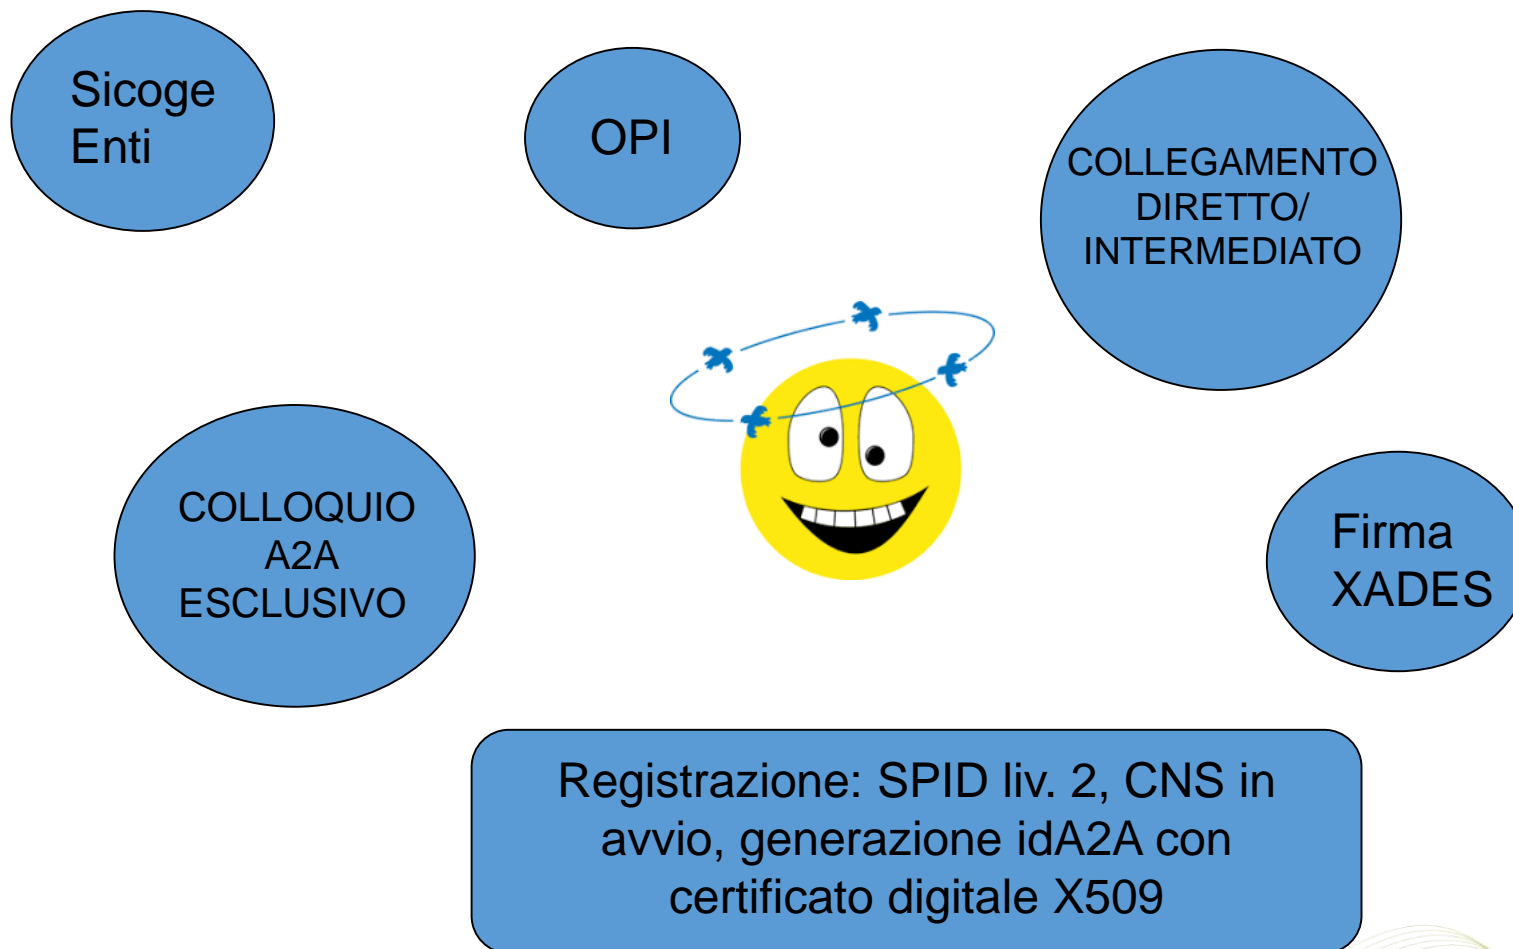 Sicoge
Enti
OPI
COLLEGAMENTO
DIRETTO/
INTERMEDIATO
COLLOQUIO
A2A
ESCLUSIVO
Firma
XADES
Registrazione: SPID liv. 2, CNS in
avvio, generazione idA2A con
certificato digitale X509